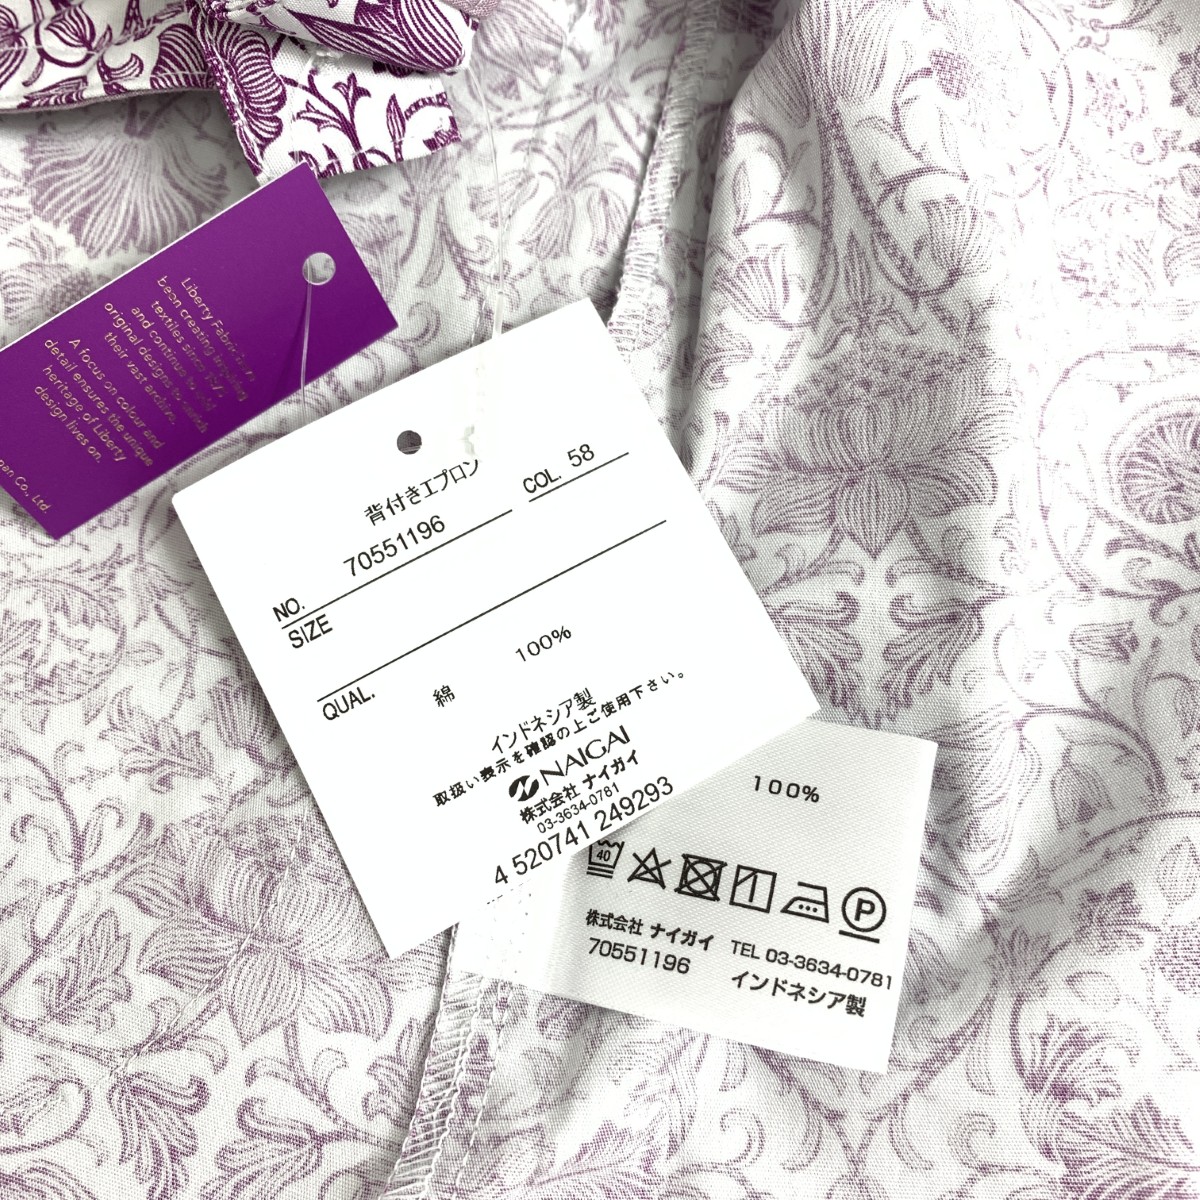 Liberty Fabric
been creating
textiles since
and continue to
original designs to
their vast archive.
A focus on colour and
detail ensures the unique
heritage of Liberty
design lives on.
Co., Ltd.
背付きエプロン
NO. 70551196 COL. 58
SIZE
QUAL. 綿 100%
インドネシア製
取扱い表示を確認の上ご使用下さい。
NAIGAI
株式会社 ナイガイ
03-3634-0781
4 520741 249293
100%
40
P
株式会社 ナイガイ TEL 03-3634-0781
70551196 インドネシア製